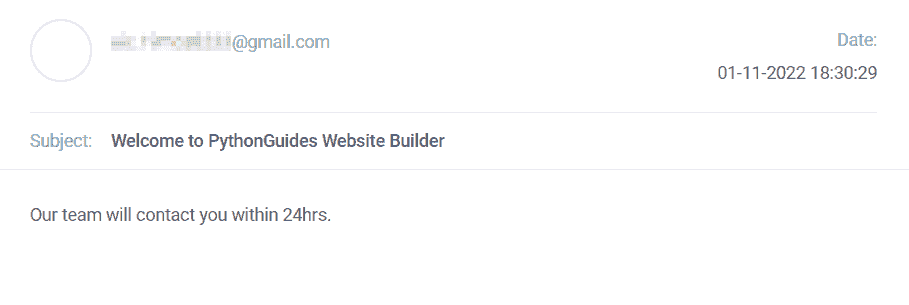 @gmail.com
Date:
01-11-2022 18:30:29
Subject: Welcome to PythonGuides Website Builder
Our team will contact you within 24hrs.